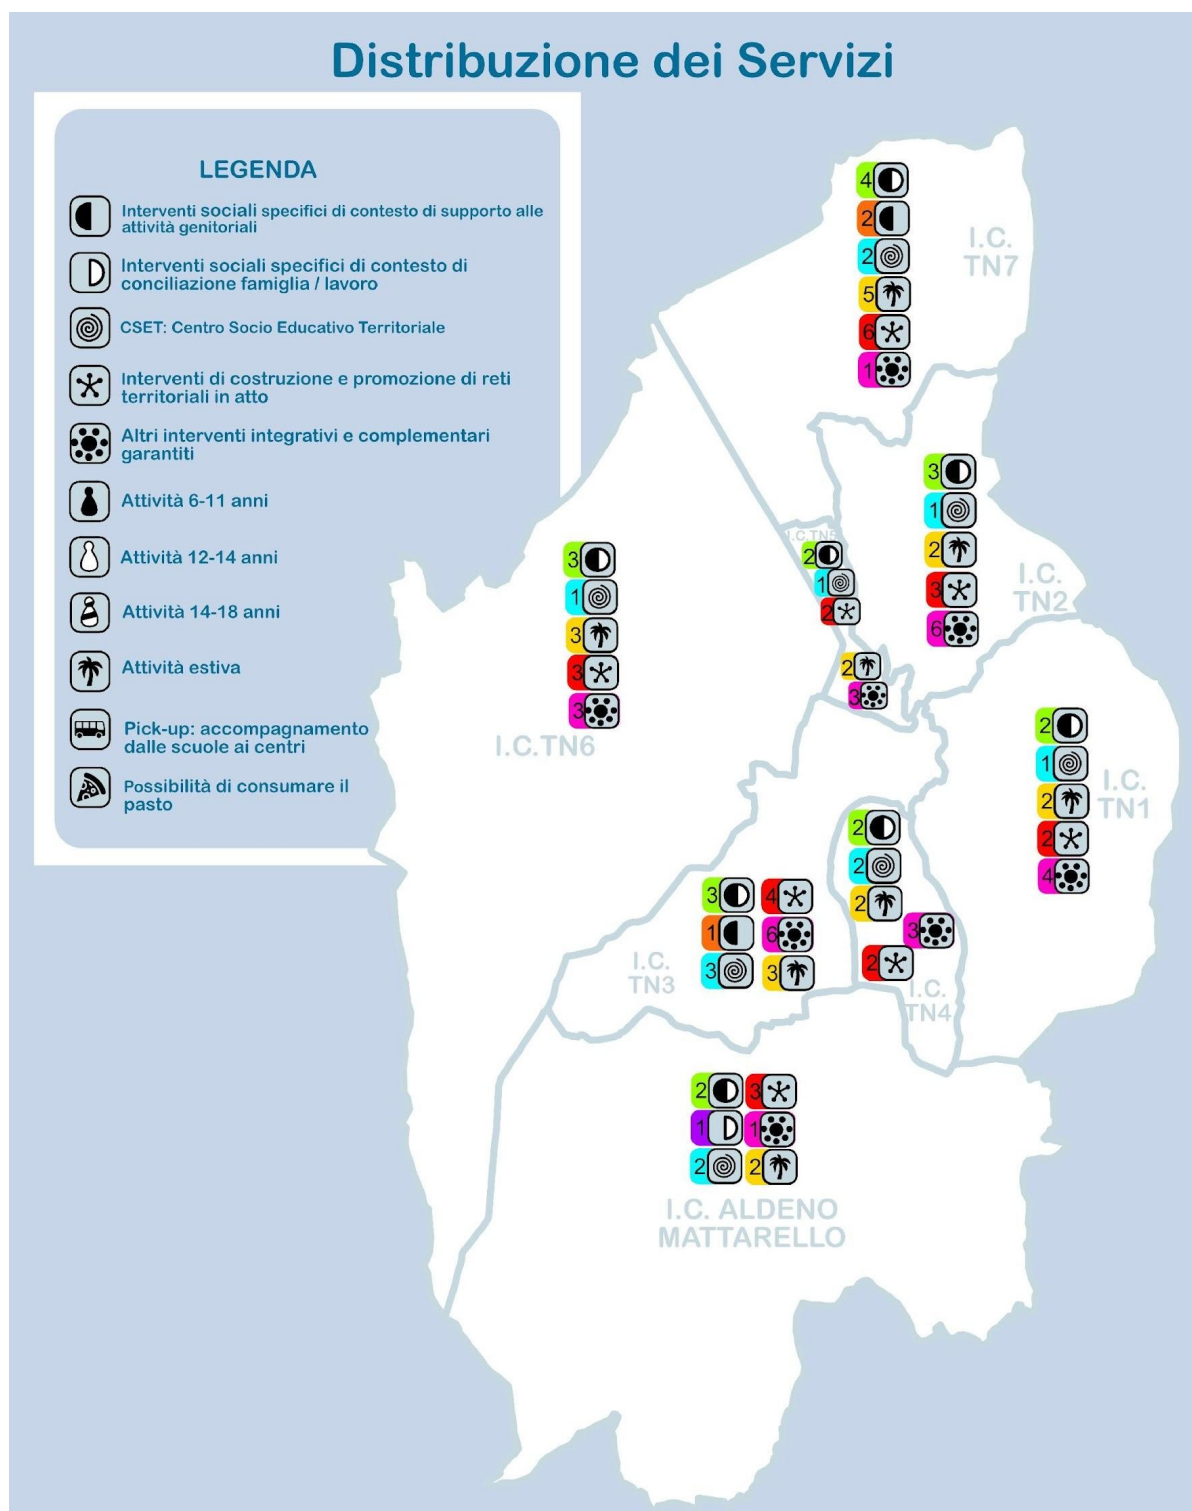 Distribuzione dei Servizi
LEGENDA
Interventi sociali specifici di contesto di supporto alle
attività genitoriali
Interventi sociali specifici di contesto di
conciliazione famiglia / lavoro
CSET: Centro Socio Educativo Territoriale
Interventi di costruzione e promozione di reti
territoriali in atto
Altri interventi integrativi e complementari
garantiti
Attività 6-11 anni
Attività 12-14 anni
Attività 14-18 anni
Attività estiva
Pick-up: accompagnamento
dalle scuole ai centri
Possibilità di consumare il
pasto
4
2
2
5
6
1
I.C.
TN7
3
1
2
3
6
I.C.
TN2
I.C.TN5
2
1
2
2
3
3
1
3
3
3
I.C.TN6
2
1
2
2
4
I.C.
TN1
2
2
2
3
2
I.C.
TN4
3
4
1
6
3
3
I.C.
TN3
2
3
1
1
2
2
I.C. ALDENO
MATTARELLO